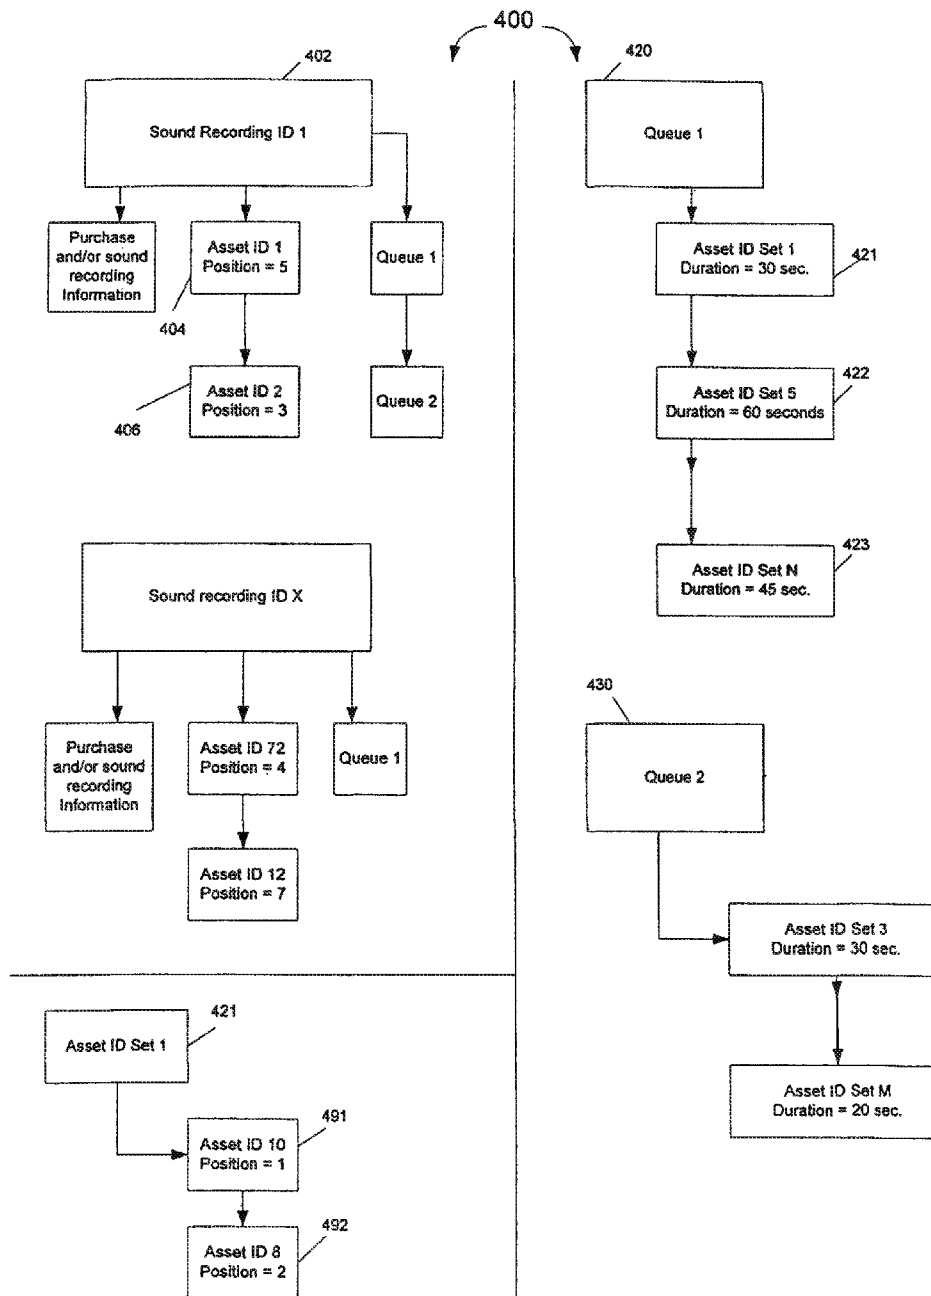 400
402
Sound Recording ID 1
Purchase
and/or sound
recording
Information
Asset ID 1
Position = 5
404
Queue 1
Asset ID 2
Position = 3
406
Queue 2
Sound recording ID X
Purchase
and/or sound
recording
Information
Asset ID 72
Position = 4
Queue 1
Asset ID 12
Position = 7
421
Asset ID Set 1
491
Asset ID 10
Position = 1
492
Asset ID 8
Position = 2
420
Queue 1
Asset ID Set 1
Duration = 30 sec.
421
422
Asset ID Set 5
Duration = 60 seconds
423
Asset ID Set N
Duration = 45 sec.
430
Queue 2
Asset ID Set 3
Duration = 30 sec.
Asset ID Set M
Duration = 20 sec.